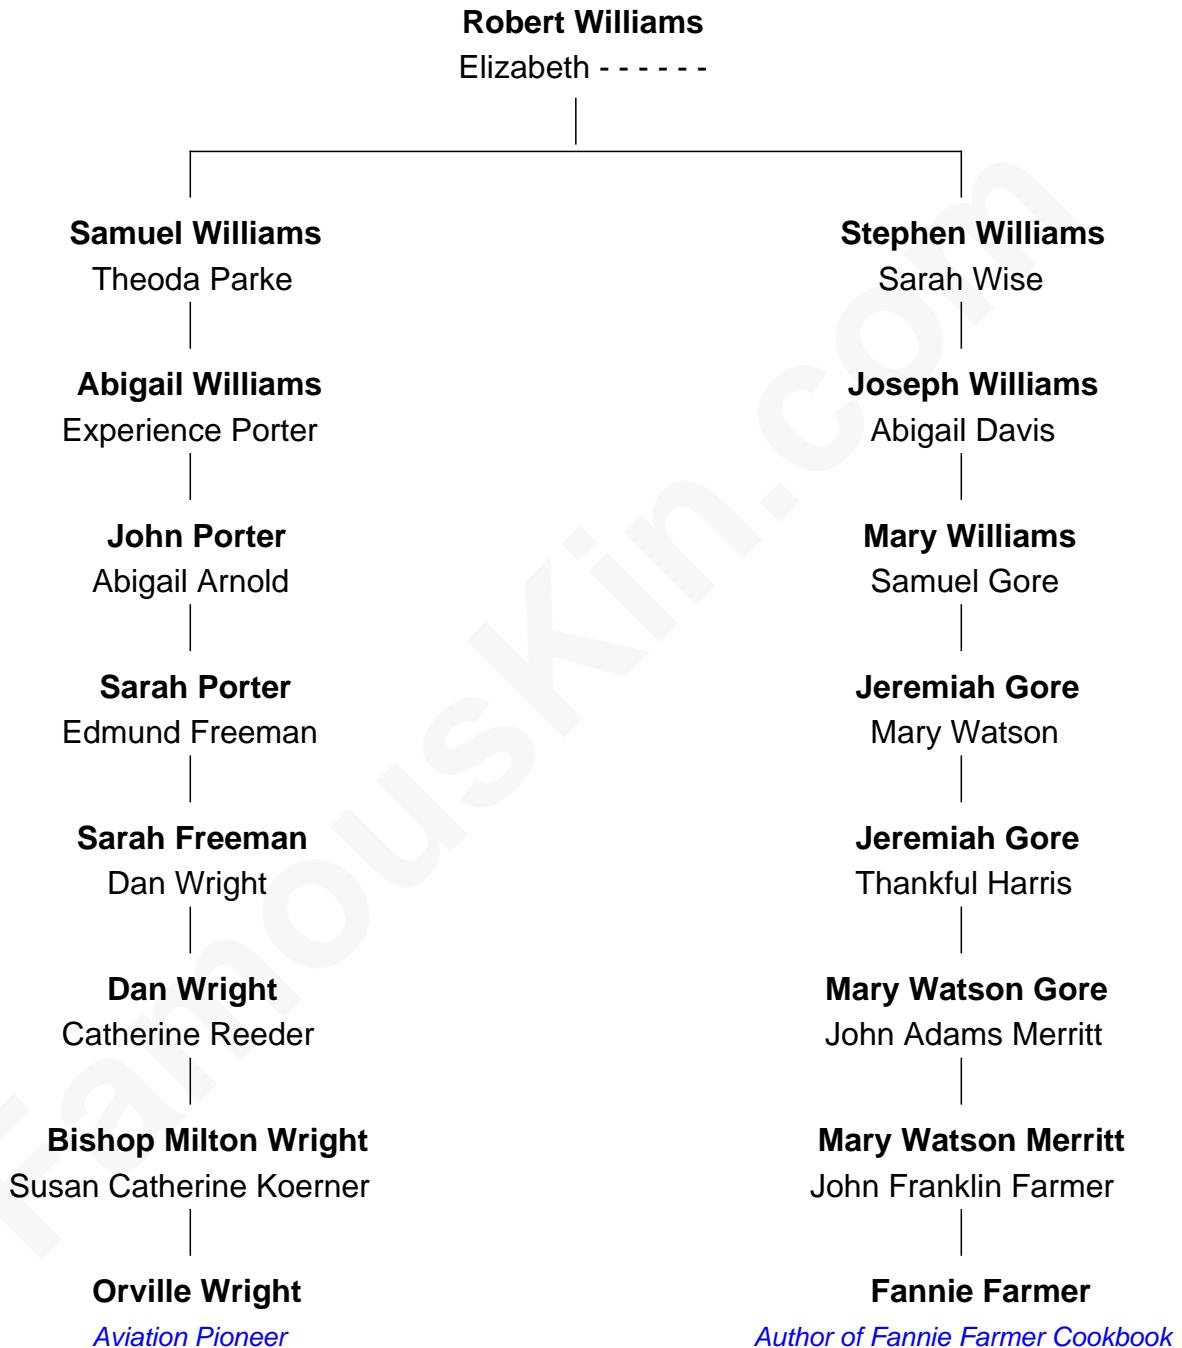 Robert Williams
Elizabeth - - - - - -
Samuel Williams
Theoda Parke
Stephen Williams
Sarah Wise
Abigail Williams
Experience Porter
Joseph Williams
Abigail Davis
John Porter
Abigail Arnold
Mary Williams
Samuel Gore
Sarah Porter
Edmund Freeman
Jeremiah Gore
Mary Watson
Sarah Freeman
Dan Wright
Jeremiah Gore
Thankful Harris
Dan Wright
Catherine Reeder
Mary Watson Gore
John Adams Merritt
Bishop Milton Wright
Susan Catherine Koerner
Mary Watson Merritt
John Franklin Farmer
Orville Wright
Aviation Pioneer
Fannie Farmer
Author of Fannie Farmer Cookbook
FamousKin.com